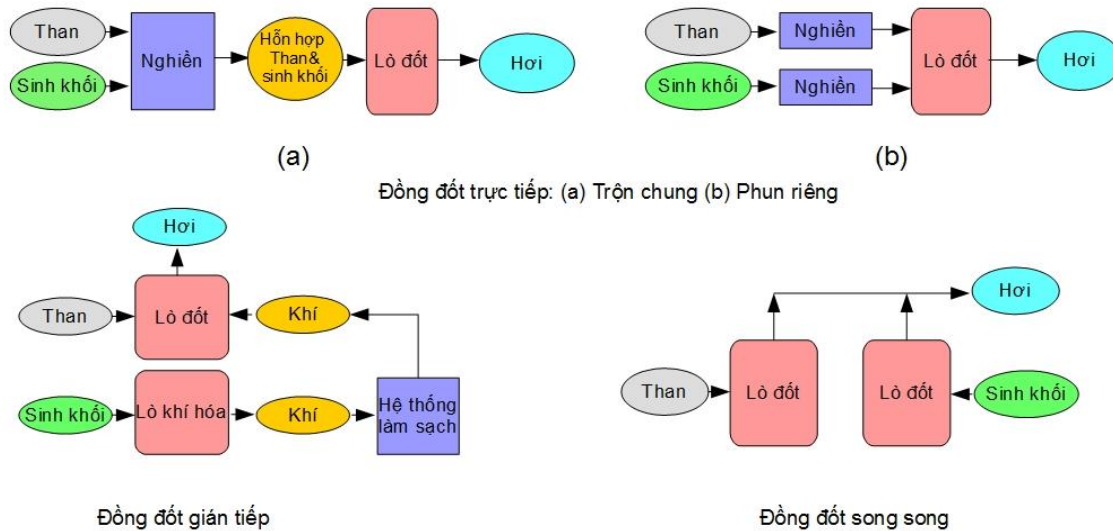 Than
Sinh khối
Nghiền
Hỗn hợp
Than&
sinh khối
Lò đốt
Hơi
(a)
Than
Sinh khối
Nghiền
Nghiền
Lò đốt
Hơi
(b)
Đồng đốt trực tiếp: (a) Trộn chung (b) Phun riêng
Hơi
Than
Lò đốt
Khí
Sinh khối
Lò khí hóa
Khí
Hệ thống
làm sạch
Đồng đốt gián tiếp
Hơi
Than
Lò đốt
Lò đốt
Sinh khối
Đồng đốt song song